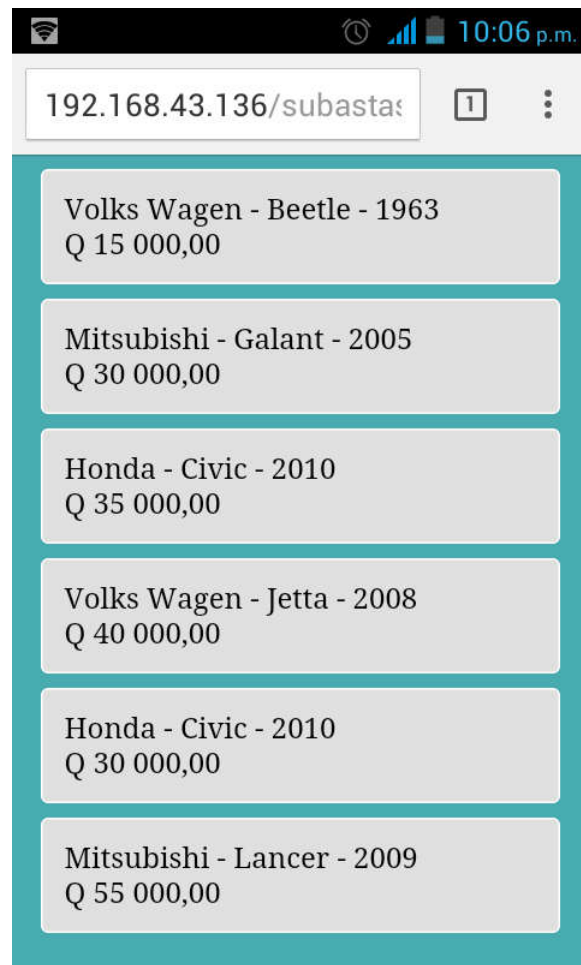 10:06 p.m.
192.168.43.136/subastas
1
Volks Wagen - Beetle - 1963
Q 15 000,00
Mitsubishi - Galant - 2005
Q 30 000,00
Honda - Civic - 2010
Q 35 000,00
Volks Wagen - Jetta - 2008
Q 40 000,00
Honda - Civic - 2010
Q 30 000,00
Mitsubishi - Lancer - 2009
Q 55 000,00